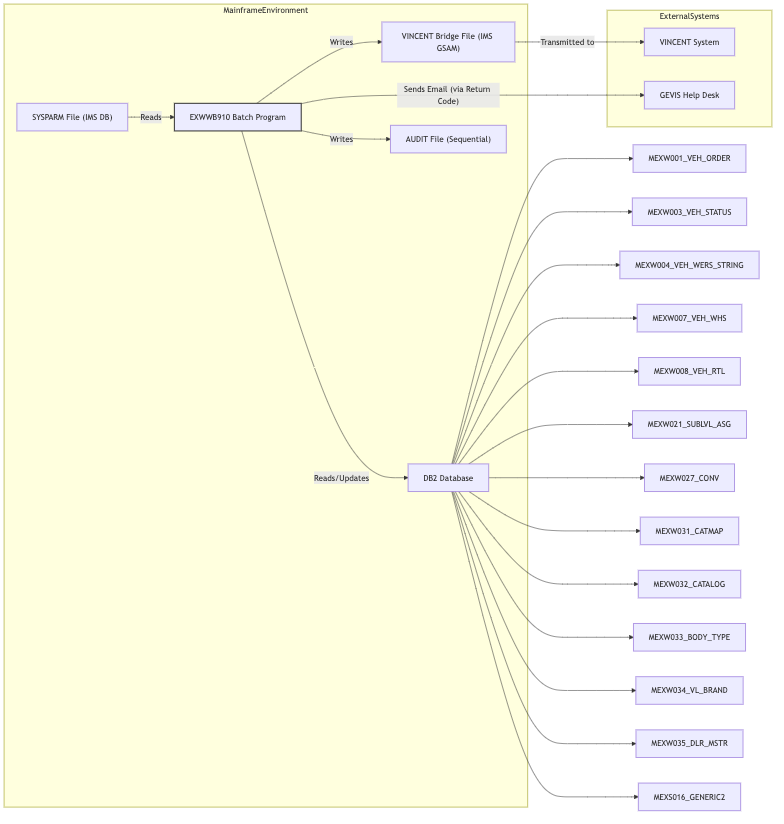 MainframeEnvironment
ExternalSystems
VINCENT Bridge File (IMS
GSAM)
Writes
Transmitted to
VINCENT System
Sends Email (via Return
Code)
GEVIS Help Desk
SYSPARM File (IMS DB)
Reads
EXWWB910 Batch Program
Writes
AUDIT File (Sequential)
MEXW001_VEH_ORDER
MEXW003_VEH_STATUS
MEXW004_VEH_WERS_STRING
MEXW007_VEH_WHS
MEXW008_VEH_RTL
MEXW021_SUBLVL_ASG
Reads/Updates
DB2 Database
MEXW027_CONV
MEXW031_CATMAP
MEXW032_CATALOG
MEXW033_BODY_TYPE
MEXW034_VL_BRAND
MEXW035_DLR_MSTR
MEXS016_GENERIC2